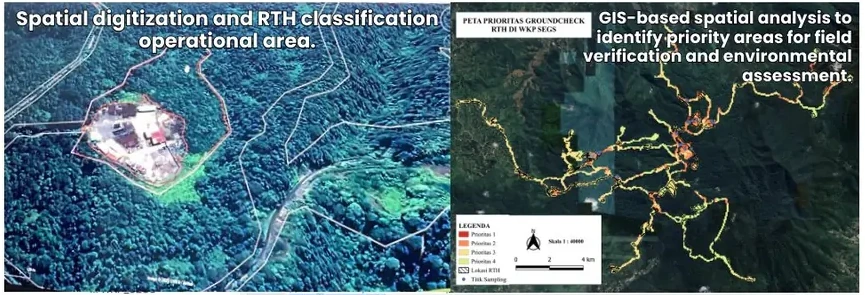 Spatial digitization and RTH classification
operational area.
PETA PRIORITAS GROUNDCHECK
RTH DI WKP SEGS
GIS-based spatial analysis to
identify priority areas for field
verification and environmental
assessment.
LEGENDA
Prioritas 1
Prioritas 2
Prioritas 3
Prioritas 4
Lokasi RTH
Titik Sampling
Skala 1 : 40000
0 2 4 km